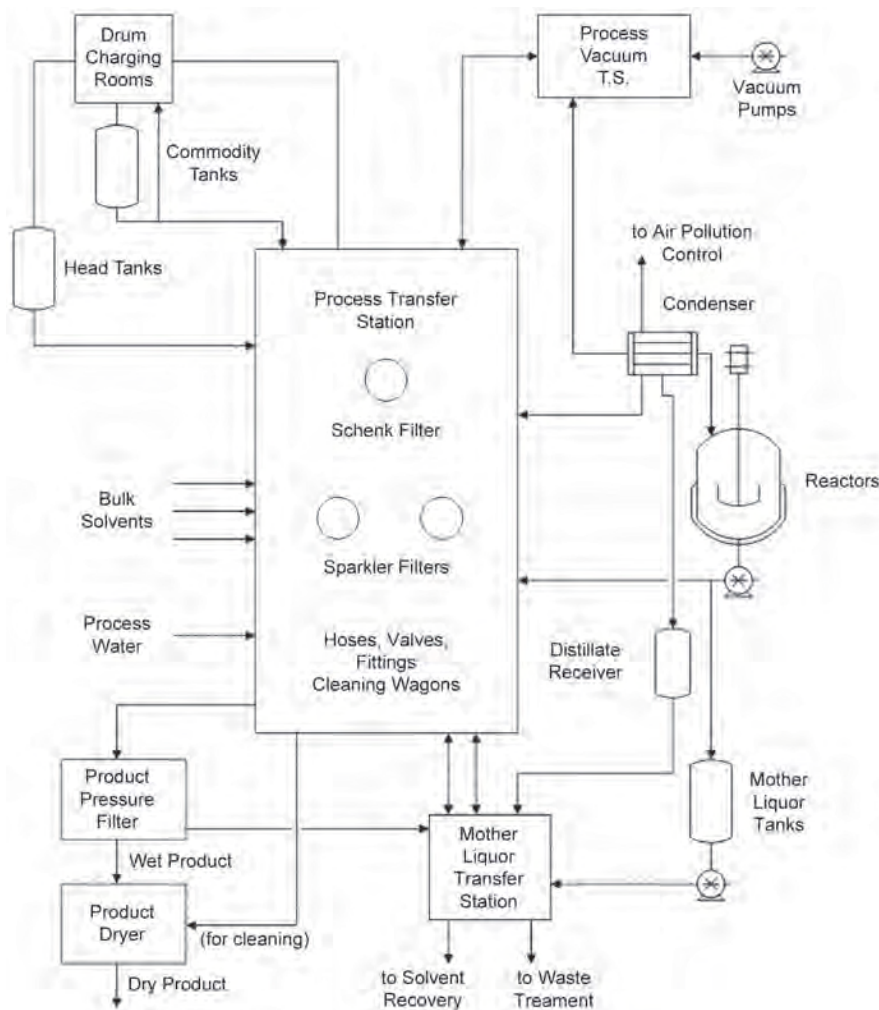 Drum
Charging
Rooms
Process
Vacuum
T.S.
Vacuum
Pumps
Commodity
Tanks
to Air Pollution
Control
Head Tanks
Condenser
Process Transfer
Station
Schenk Filter
Reactors
Bulk
Solvents
Sparkler Filters
Process
Water
Hoses, Valves,
Fittings
Cleaning Wagons
Distillate
Receiver
Product
Pressure
Filter
Mother
Liquor
Tanks
Wet Product
Mother
Liquor
Transfer
Station
Product
Dryer
(for cleaning)
Dry Product
to Solvent
Recovery
to Waste
Treament